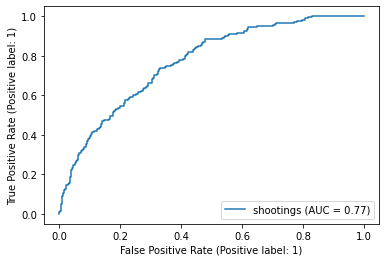 1.0
0.8
0.6
0.4
0.2
0.0
True Positive Rate (Positive label: 1)
shootings (AUC = 0.77)
0.0 0.2 0.4 0.6 0.8 1.0
False Positive Rate (Positive label: 1)